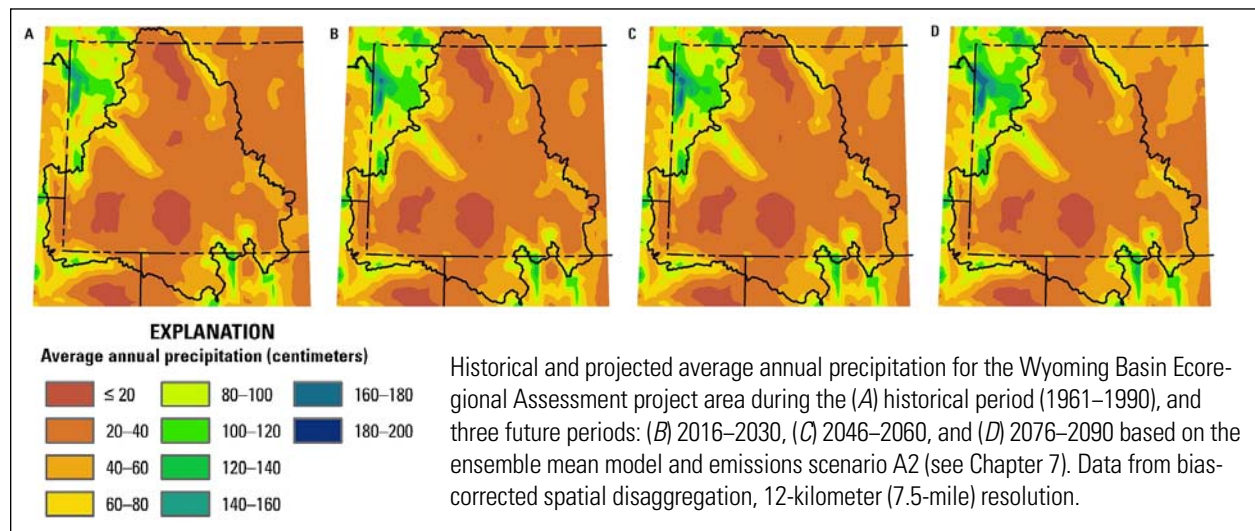 A
B
C
D
EXPLANATION
Average annual precipitation (centimeters)
≤ 20
20–40
40–60
60–80
80–100
100–120
120–140
140–160
160–180
180–200
Historical and projected average annual precipitation for the Wyoming Basin Ecore-
gional Assessment project area during the (A) historical period (1961–1990), and
three future periods: (B) 2016–2030, (C) 2046–2060, and (D) 2076–2090 based on the
ensemble mean model and emissions scenario A2 (see Chapter 7). Data from bias-
corrected spatial disaggregation, 12-kilometer (7.5-mile) resolution.